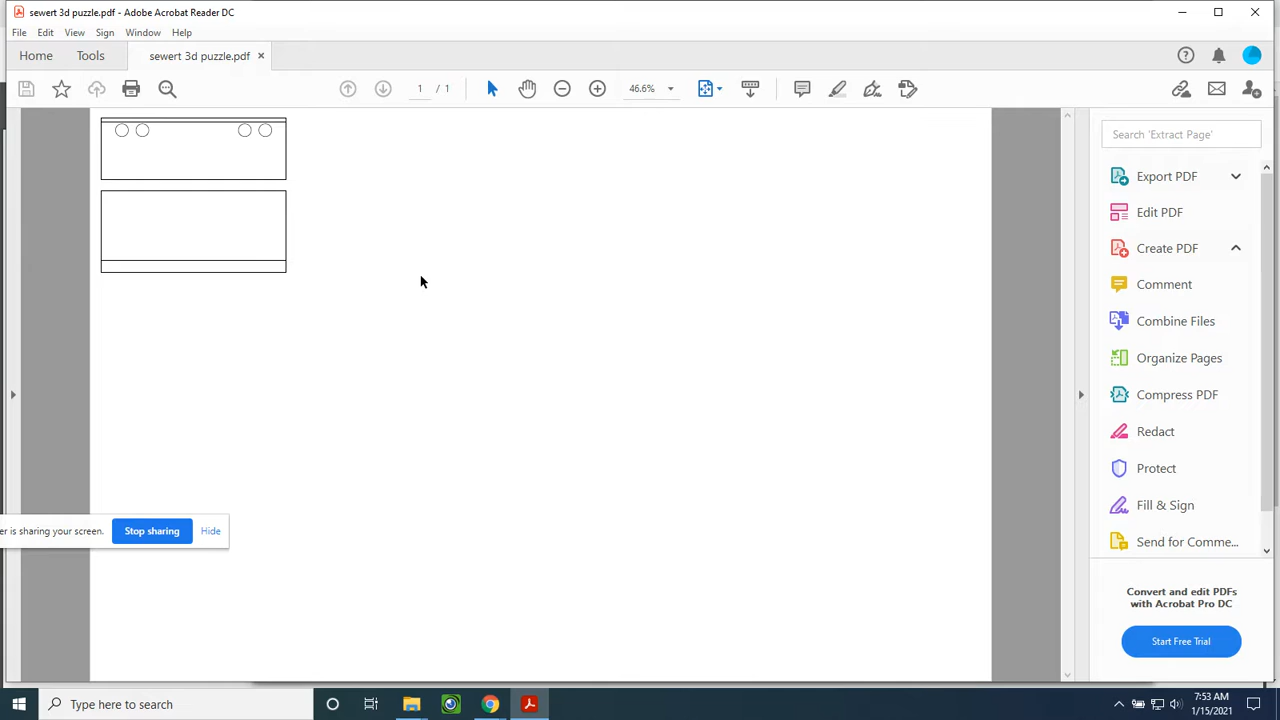 sewert 3d puzzle.pdf - Adobe Acrobat Reader DC
File Edit View Sign Window Help
Home Tools sewert 3d puzzle.pdf
1 / 1 46.6%
Search 'Extract Page'
Export PDF
Edit PDF
Create PDF
Comment
Combine Files
Organize Pages
Compress PDF
Redact
Protect
Fill & Sign
Send for Comme...
er is sharing your screen. Stop sharing Hide
Convert and edit PDFs
with Acrobat Pro DC
Start Free Trial
Type here to search
7:53 AM
1/15/2021